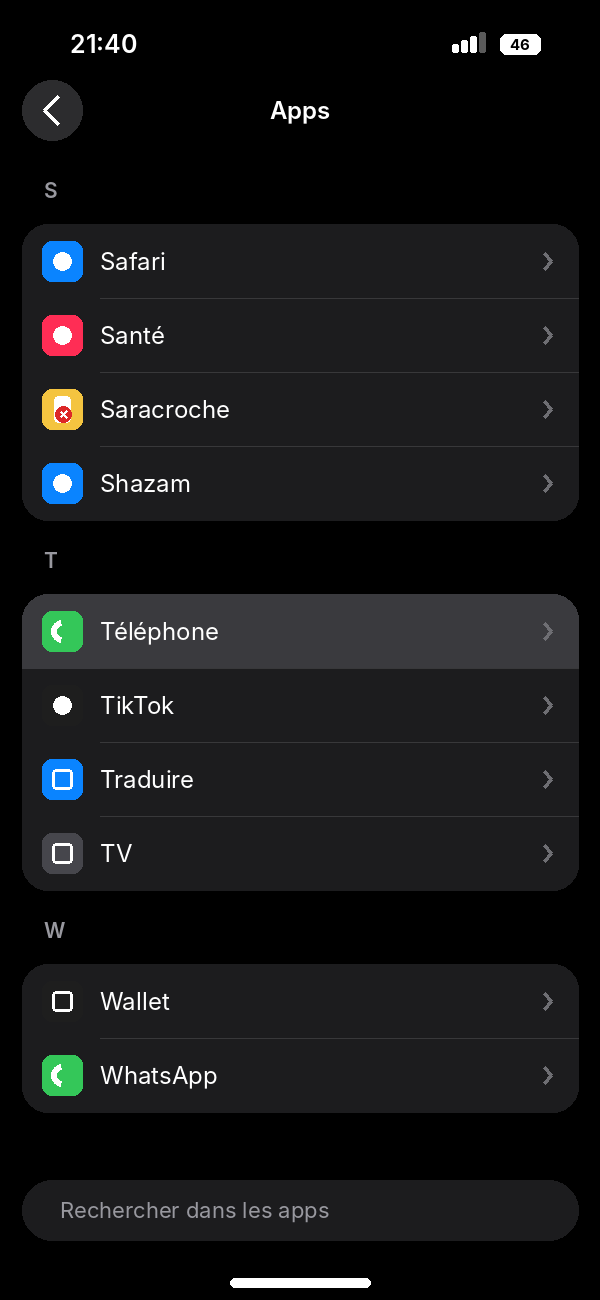 21:40
46
Apps
S
Safari
Santé
Saracroche
Shazam
T
Téléphone
TikTok
Traduire
TV
W
Wallet
WhatsApp
Rechercher dans les apps